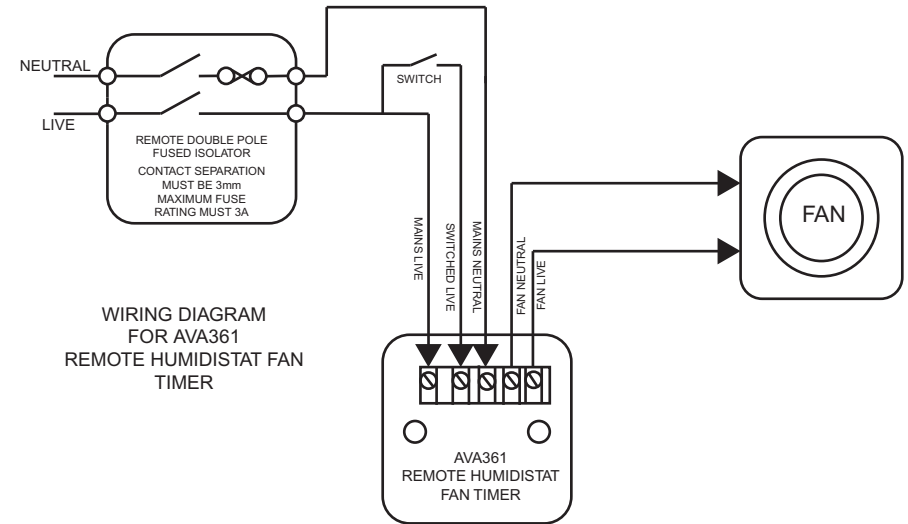 NEUTRAL
LIVE
REMOTE DOUBLE POLE
FUSED ISOLATOR
CONTACT SEPARATION
MUST BE 3mm
MAXIMUM FUSE
RATING MUST 3A
SWITCH
MAINS LIVE
SWITCHED LIVE
MAINS NEUTRAL
FAN NEUTRAL
FAN LIVE
FAN
WIRING DIAGRAM
FOR AVA361
REMOTE HUMIDISTAT FAN
TIMER
AVA361
REMOTE HUMIDISTAT
FAN TIMER